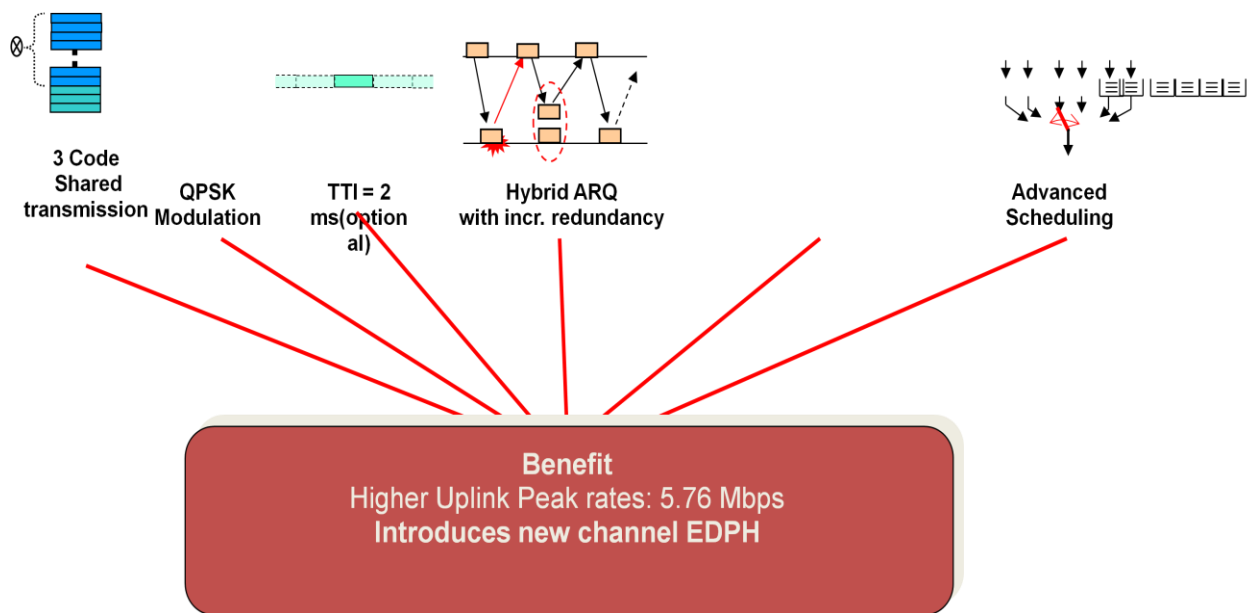 3 Code
Shared
transmission
QPSK
Modulation
TTI = 2
ms(option
al)
Hybrid ARQ
with incr. redundancy
Advanced
Scheduling
Benefit
Higher Uplink Peak rates: 5.76 Mbps
Introduces new channel EDPH